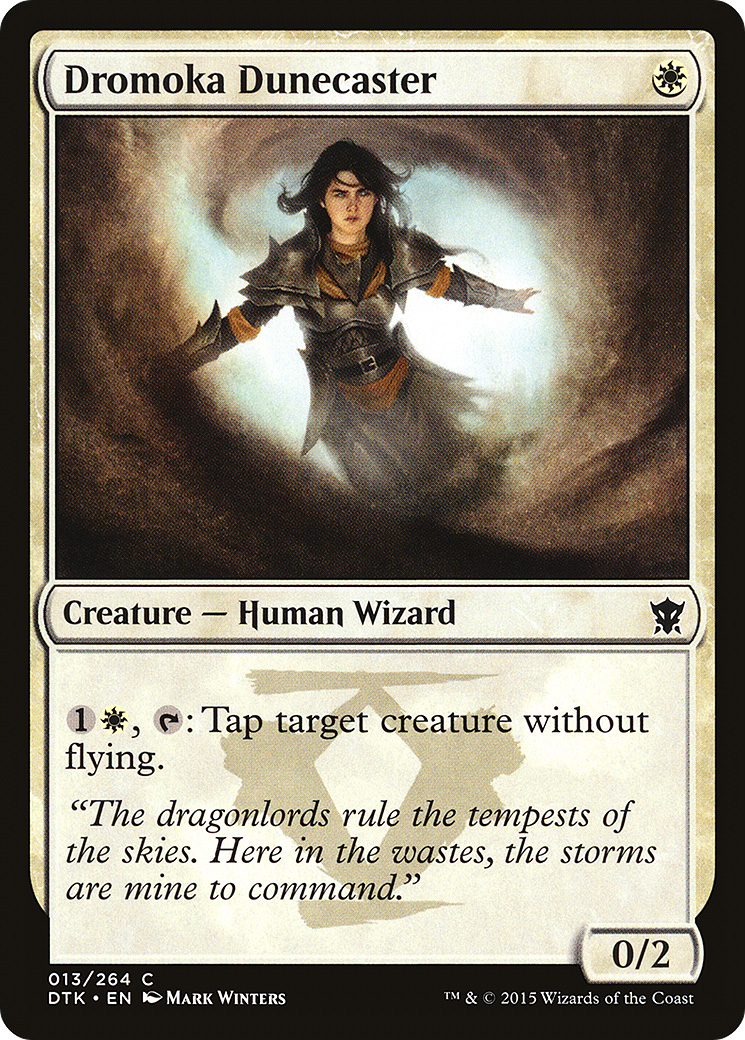 Dromoka Dunecaster
Creature — Human Wizard
1 , : Tap target creature without
flying.
“The dragonlords rule the tempests of
the skies. Here in the wastes, the storms
are mine to command.”
0/2
013/264 C
DTK • EN Mark Winters
™ & © 2015 Wizards of the Coast